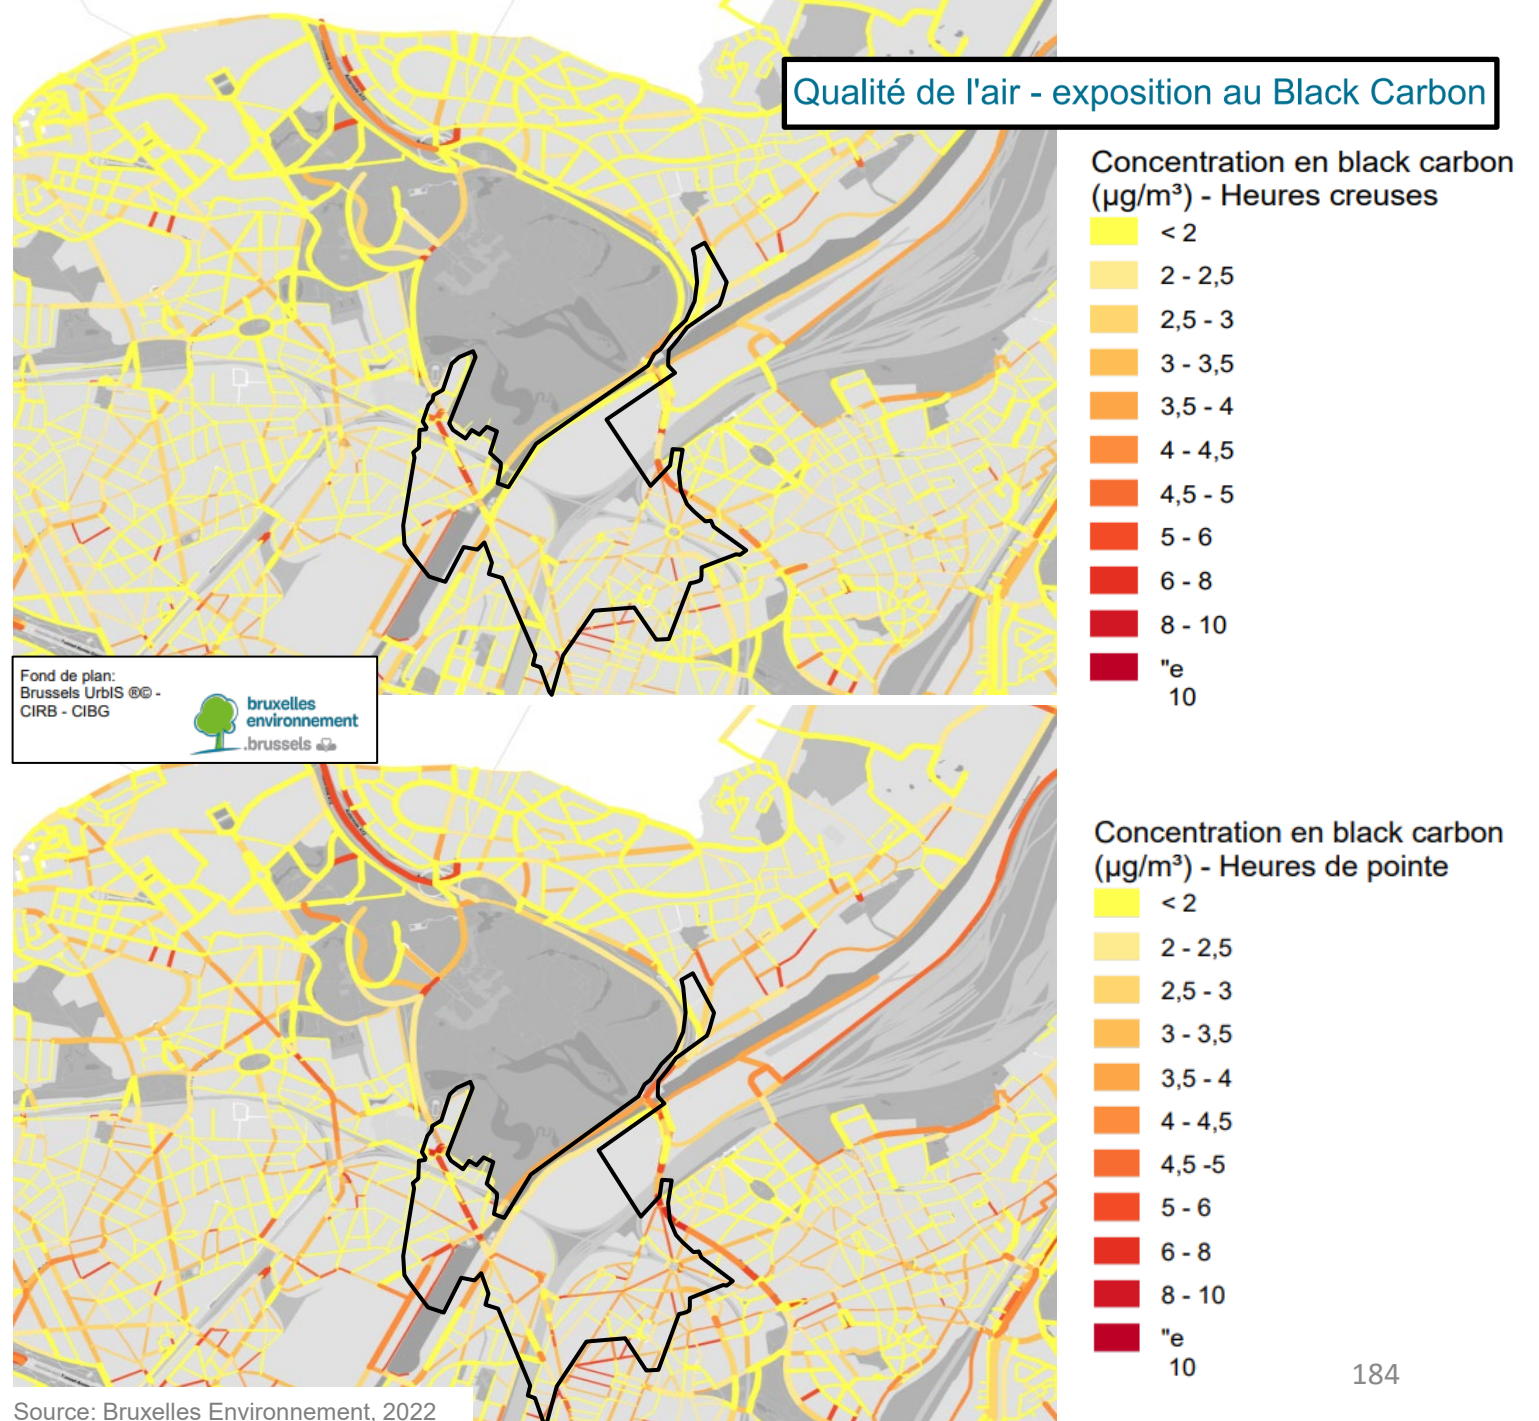 Qualité de l'air - exposition au Black Carbon
Concentration en black carbon
(µg/m³) - Heures creuses
< 2
2 - 2,5
2,5 - 3
3 - 3,5
3,5 - 4
4 - 4,5
4,5 - 5
5 - 6
6 - 8
8 - 10
"e
10
Fond de plan:
Brussels UrbIS ®© -
CIRB - CIBG
bruxelles
environnement
.brussels
Concentration en black carbon
(µg/m³) - Heures de pointe
< 2
2 - 2,5
2,5 - 3
3 - 3,5
3,5 - 4
4 - 4,5
4,5 -5
5 - 6
6 - 8
8 - 10
"e
10
184
Source: Bruxelles Environnement, 2022